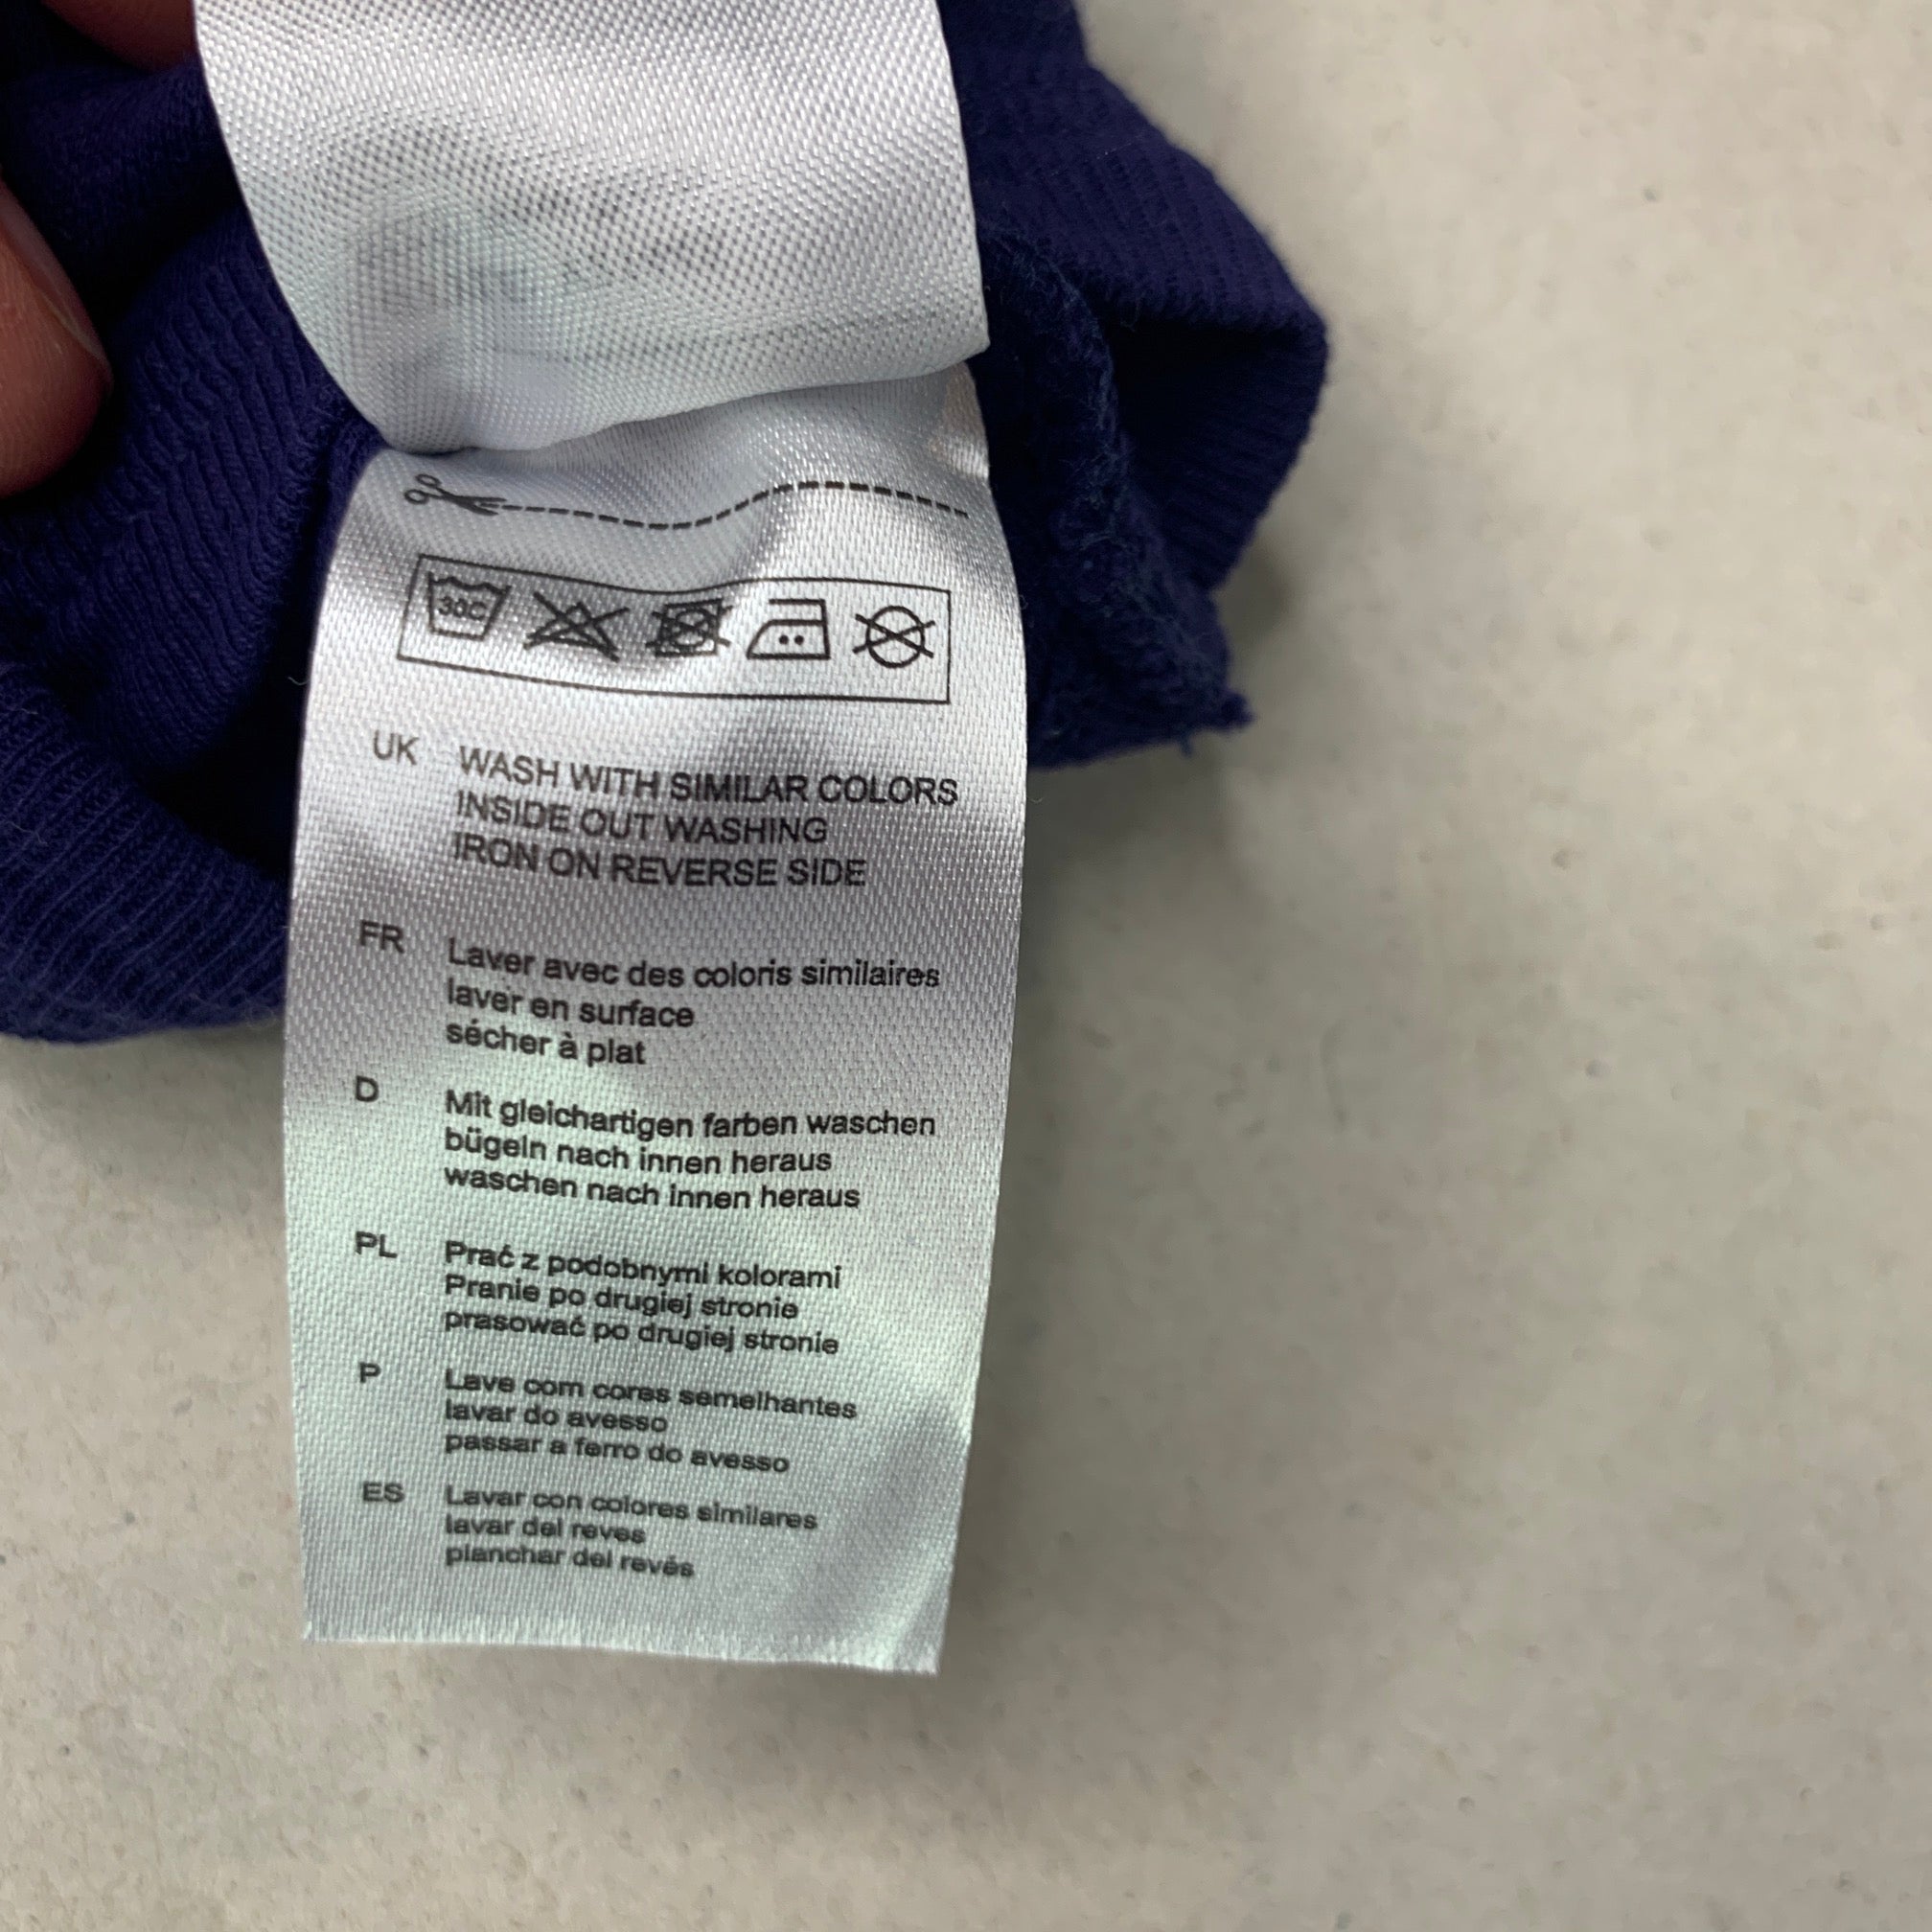 30C
UK WASH WITH SIMILAR COLORS
INSIDE OUT WASHING
IRON ON REVERSE SIDE
FR Laver avec des coloris similaires
laver en surface
sécher à plat
D Mit gleichartigen farben waschen
bügeln nach innen heraus
waschen nach innen heraus
PL Prać z podobnymi kolorami
Pranie po drugiej stronie
prasować po drugiej stronie
P Lave com cores semelhantes
lavar do avesso
passar a ferro do avesso
ES Lavar con colores similares
lavar del reves
planchar del revés